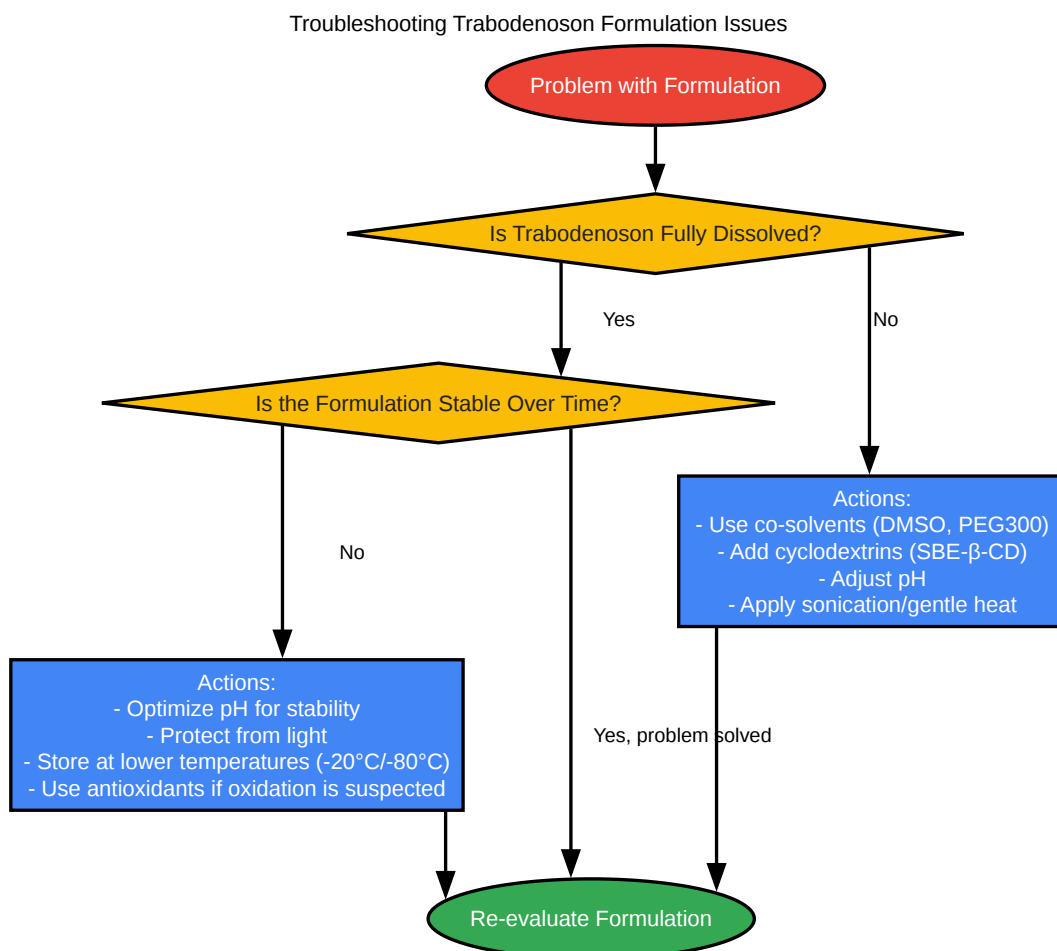 Troubleshooting Trabodenoson Formulation Issues
Problem with Formulation
Is Trabodenoson Fully Dissolved?
Yes
No
Is the Formulation Stable Over Time?
Actions:
- Use co-solvents (DMSO, PEG300)
- Add cyclodextrins (SBE-β-CD)
- Adjust pH
- Apply sonication/gentle heat
No
Actions:
- Optimize pH for stability
- Protect from light
- Store at lower temperatures (-20°C/-80°C)
- Use antioxidants if oxidation is suspected
Yes, problem solved
Re-evaluate Formulation